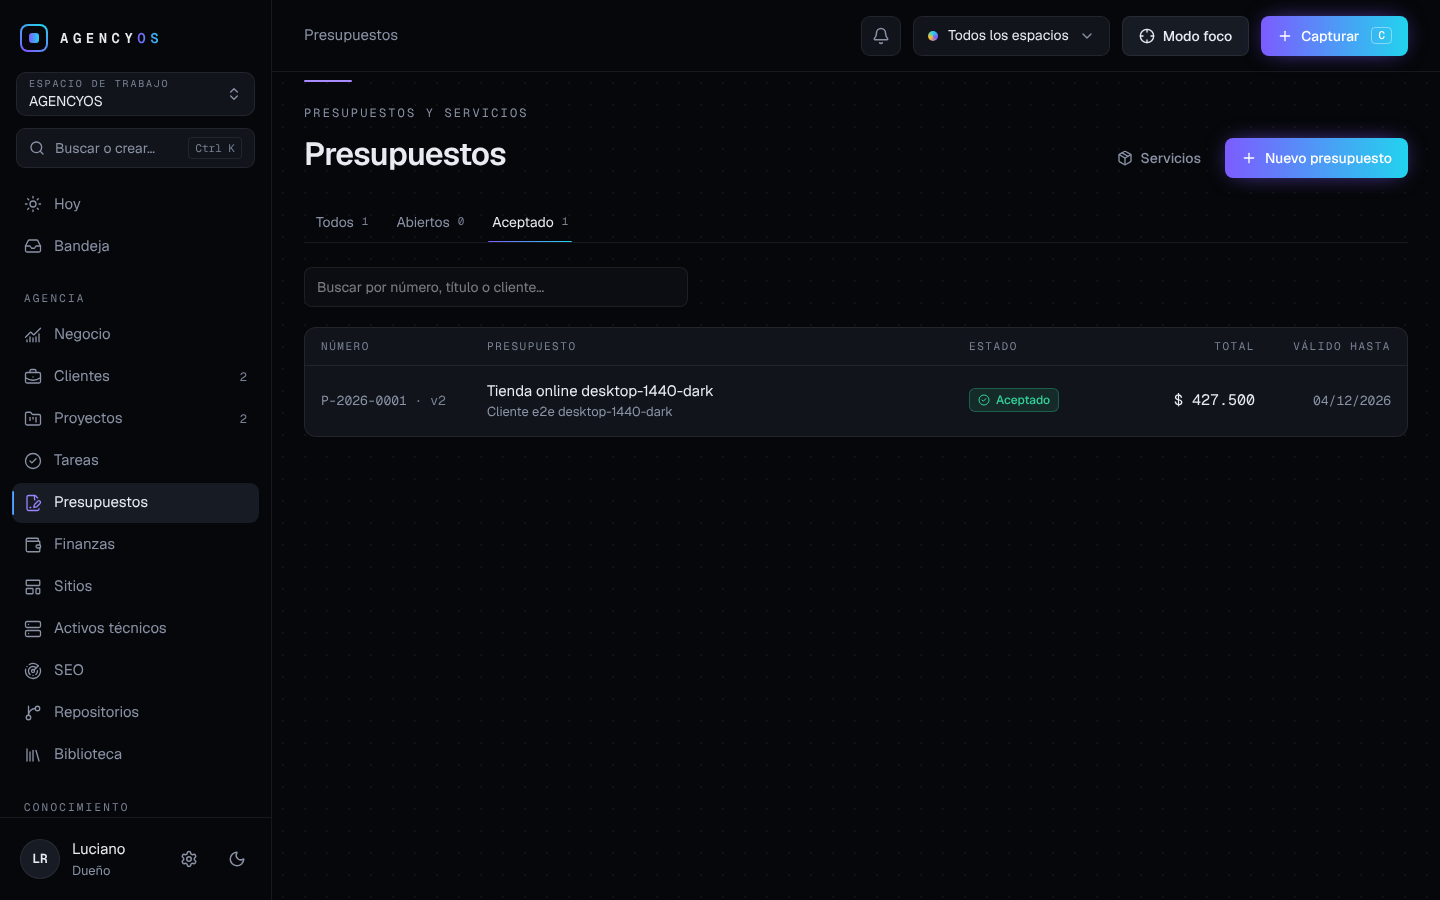 AGENCYOS
ESPACIO DE TRABAJO
AGENCYOS
Buscar o crear... Ctrl K
Hoy
Bandeja
AGENCIA
Negocio
Clientes 2
Proyectos 2
Tareas
Presupuestos
Finanzas
Sitios
Activos técnicos
SEO
Repositorios
Biblioteca
CONOCIMIENTO
LR
Luciano
Dueño
Presupuestos
Todos los espacios
Modo foco
Capturar C
PRESUPUESTOS Y SERVICIOS
Presupuestos
Servicios
Nuevo presupuesto
Todos 1 Abiertos 0 Aceptado 1
Buscar por número, título o cliente...
NÚMERO PRESUPUESTO ESTADO TOTAL VÁLIDO HASTA
P-2026-0001 · v2
Tienda online desktop-1440-dark
Cliente e2e desktop-1440-dark
Aceptado
$ 427.500
04/12/2026